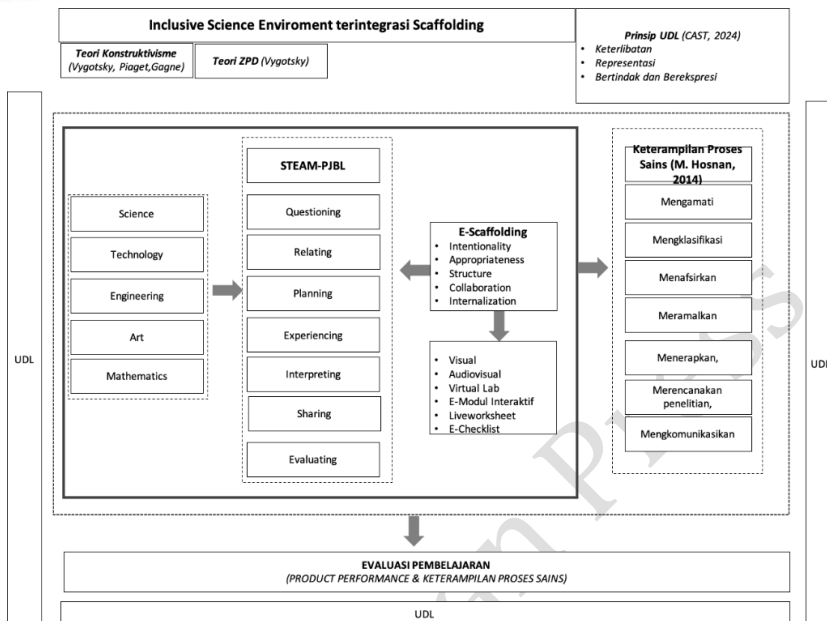 Inclusive Science Enviroment terintegrasi Scaffolding
Teori Konstruktivisme
(Vygotsky, Piaget,Gagne)
Teori ZPD (Vygotsky)
Prinsip UDL (CAST, 2024)
• Keterlibatan
• Representasi
• Bertindak dan Berekspresi
UDL
Science
Technology
Engineering
Art
Mathematics
STEAM-PJBL
Questioning
Relating
Planning
Experiencing
Interpreting
Sharing
Evaluating
E-Scaffolding
• Intentionality
• Appropriateness
• Structure
• Collaboration
• Internalization
• Visual
• Audiovisual
• Virtual Lab
• E-Modul Interaktif
• Liveworksheet
• E-Checklist
Keterampilan Proses
Sains (M. Hosnan,
2014)
Mengamati
Mengklasifikasi
Menafsirkan
Meramalkan
Menerapkan,
Merencanakan
penelitian,
Mengkomunikasikan
UDL
EVALUASI PEMBELAJARAN
(PRODUCT PERFORMANCE & KETERAMPILAN PROSES SAINS)
UDL
Press